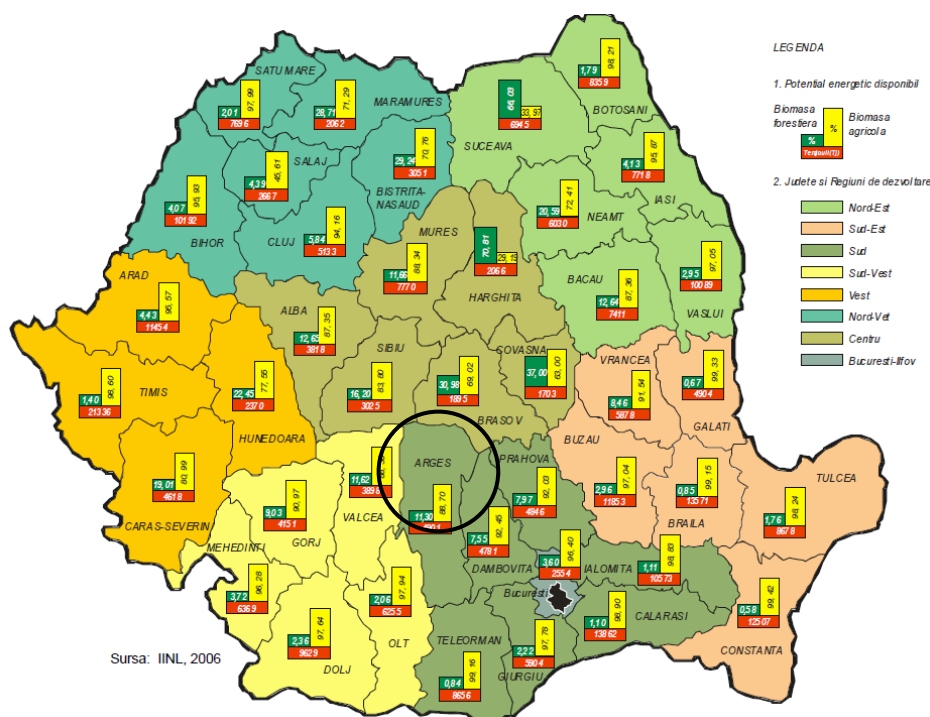 LEGENDA
1. Potential energetic disponibil
Biomasa forestiera
Biomasa agricola
%
%
Terajouli(TJ)
2. Judete si Regiuni de dezvoltare
Nord-Est
Sud-Est
Sud
Sud-Vest
Vest
Nord-Vet
Centru
Bucuresti-Ilfov
SATU MARE
2,01
97,99
7696
MARAMURES
28,71
71,29
2062
SUCEAVA
66,03
33,97
6945
BOTOSANI
1,79
98,21
8359
SALAJ
4,39
2667
BISTRITA-NASAUD
29,24
70,76
3051
IASI
4,13
95,87
7718
NEAMT
20,59
72,41
6030
BIHOR
4,07
95,93
10192
CLUJ
5,84
94,16
5133
MURES
11,66
88,34
7770
HARGHITA
70,81
29,19
2066
BACAU
12,64
87,36
7411
VASLUI
2,95
97,05
10089
ARAD
4,43
95,57
11454
ALBA
12,65
87,35
3818
SIBIU
16,20
83,80
3025
BRASOV
30,98
69,02
1895
COVASNA
37,00
63,00
1703
VRANCEA
8,46
91,54
5878
GALATI
0,67
99,33
4904
TIMIS
1,40
98,60
21336
HUNEDOARA
22,45
77,55
2370
CARAS-SEVERIN
19,01
80,99
4618
GORJ
9,03
90,97
4151
VALCEA
11,62
3898
ARGES
11,30
88,70
PRAHOVA
7,97
92,03
4846
BUZAU
2,96
97,04
11853
BRAILA
0,85
99,15
13571
TULCEA
1,76
98,24
8678
MEHEDINTI
3,72
96,28
6369
DOLJ
2,36
97,64
9629
OLT
2,06
97,94
6255
DAMBOVITA
7,55
92,45
4781
Bucuresti
3,60
96,40
2554
IALOMITA
1,11
98,89
10573
CALARASI
1,10
98,90
13862
TELEORMAN
0,84
99,16
8656
GIURGIU
2,22
97,78
5904
CONSTANTA
0,58
99,42
12507
Sursa: IINL, 2006